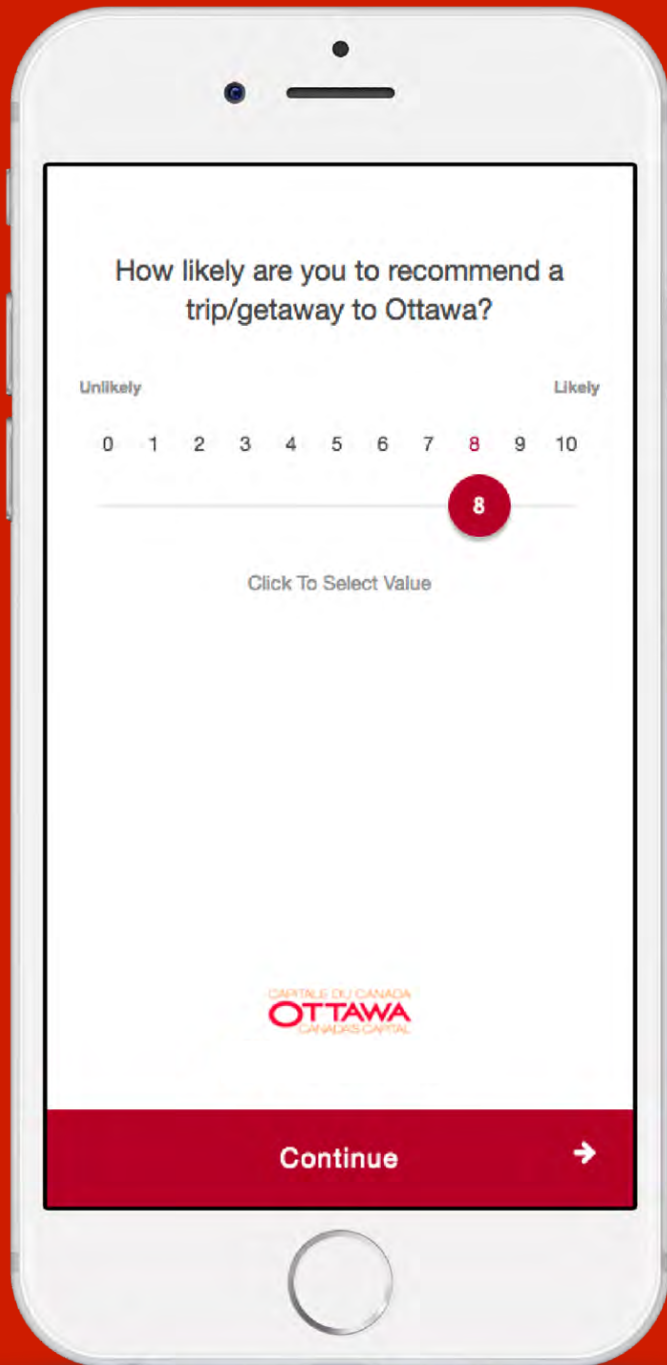 How likely are you to recommend a
trip/getaway to Ottawa?
Unlikely Likely
0 1 2 3 4 5 6 7 8 9 10
8
Click To Select Value
CAPITALE DU CANADA
OTTAWA
CANADA'S CAPITAL
Continue